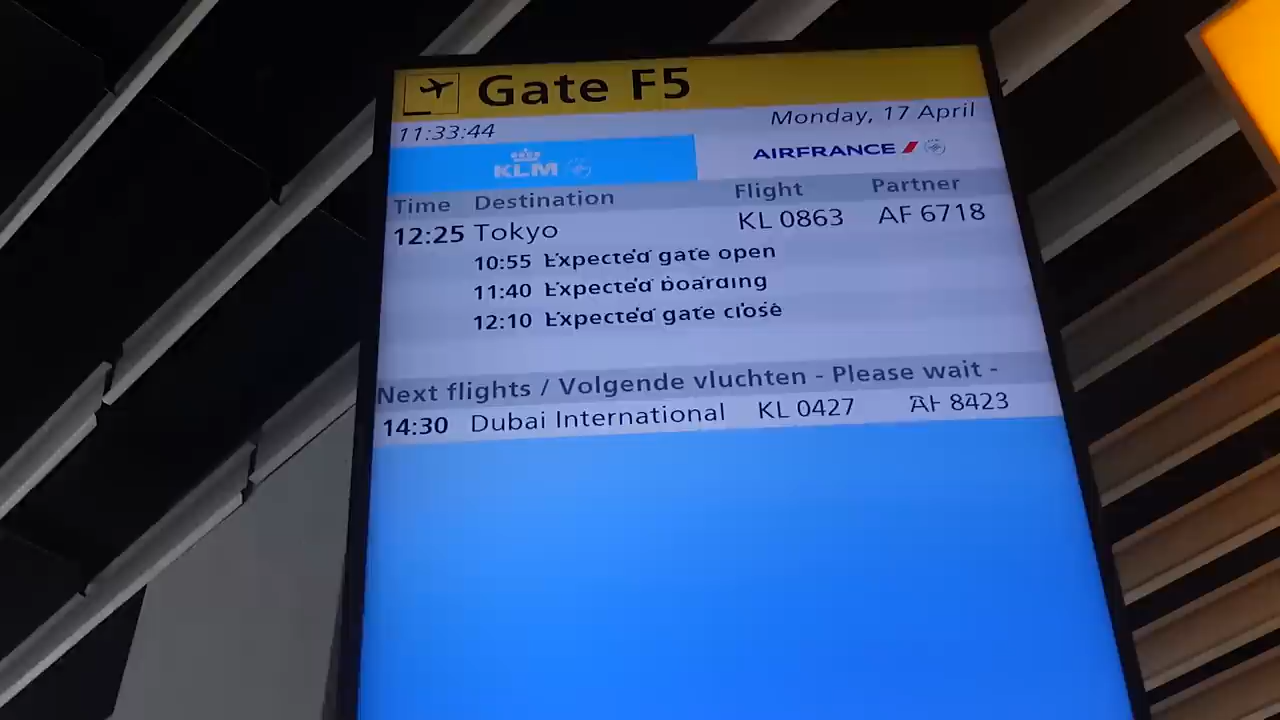 Gate F5
11:33:44 Monday, 17 April
KLM AIRFRANCE
Time Destination Flight Partner
12:25 Tokyo KL 0863 AF 6718
10:55 Expected gate open
11:40 Expected boarding
12:10 Expected gate close
Next flights / Volgende vluchten - Please wait -
14:30 Dubai International KL 0427 AF 8423